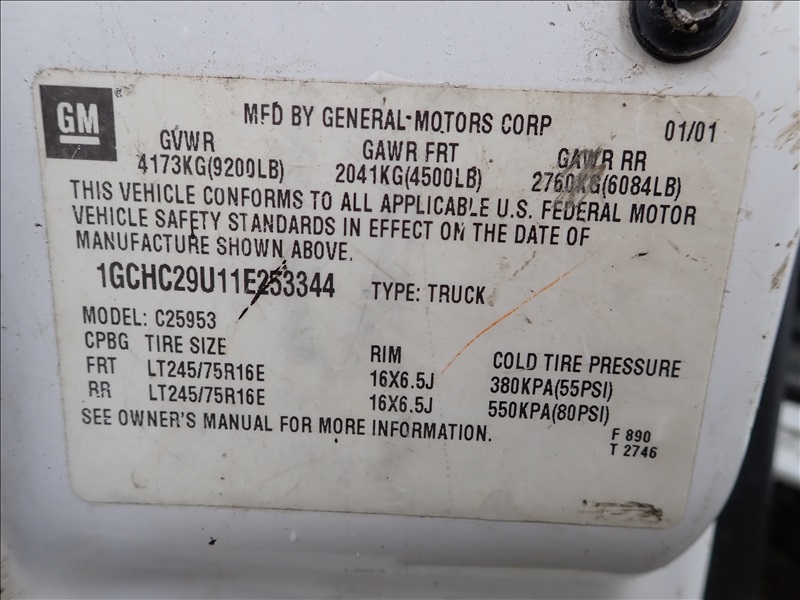 GM
MFD BY GENERAL MOTORS CORP 01/01
GVWR GAWR FRT GAWR RR
4173KG(9200LB) 2041KG(4500LB) 2760KG(6084LB)
THIS VEHICLE CONFORMS TO ALL APPLICABLE U.S. FEDERAL MOTOR
VEHICLE SAFETY STANDARDS IN EFFECT ON THE DATE OF
MANUFACTURE SHOWN ABOVE.
1GCHC29U11E253344 TYPE: TRUCK
MODEL: C25953
CPBG TIRE SIZE RIM COLD TIRE PRESSURE
FRT LT245/75R16E 16X6.5J 380KPA(55PSI)
RR LT245/75R16E 16X6.5J 550KPA(80PSI)
SEE OWNER'S MANUAL FOR MORE INFORMATION.
F 890
T 2746